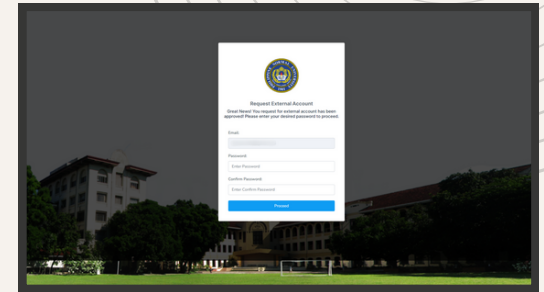 Request External Account
Great News! You request for external account has been
approved! Please enter your desired password to proceed
Email:
Password:
Enter Password
Confirm Password:
Enter Confirm Password
Proceed